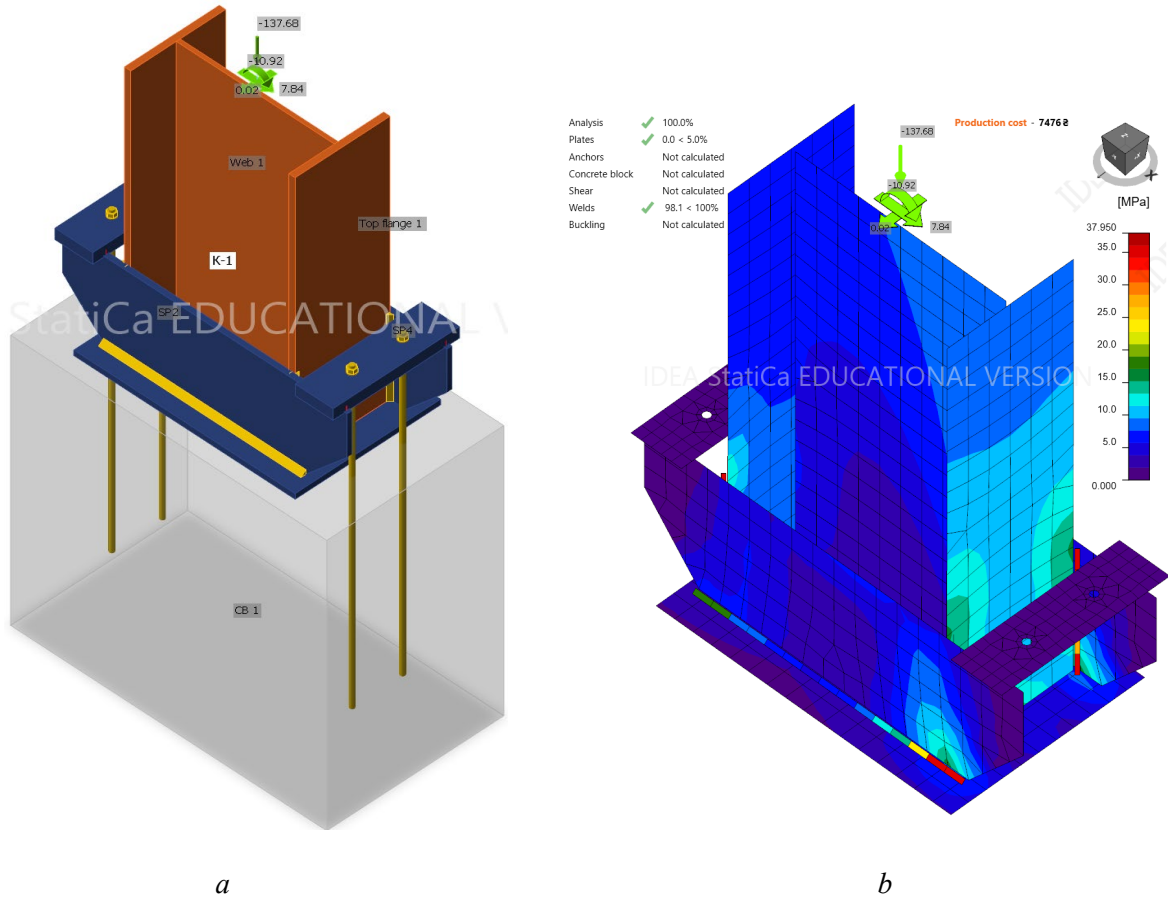 -137.68
-10.92
0.02
7.84
Web 1
Top flange 1
K-1
SP2
StatiCa EDUCATIONAL V
SP4
CB 1
a
Analysis 100.0%
Plates 0.0 < 5.0%
Anchors Not calculated
Concrete block Not calculated
Shear Not calculated
Welds 98.1 < 100%
Buckling Not calculated
Production cost - 7476 ₴
-137.68
-10.92
0.02
7.84
[MPa]
37.950
35.0
30.0
25.0
20.0
15.0
10.0
5.0
0.000
IDEA StatiCa EDUCATIONAL VERSION
b